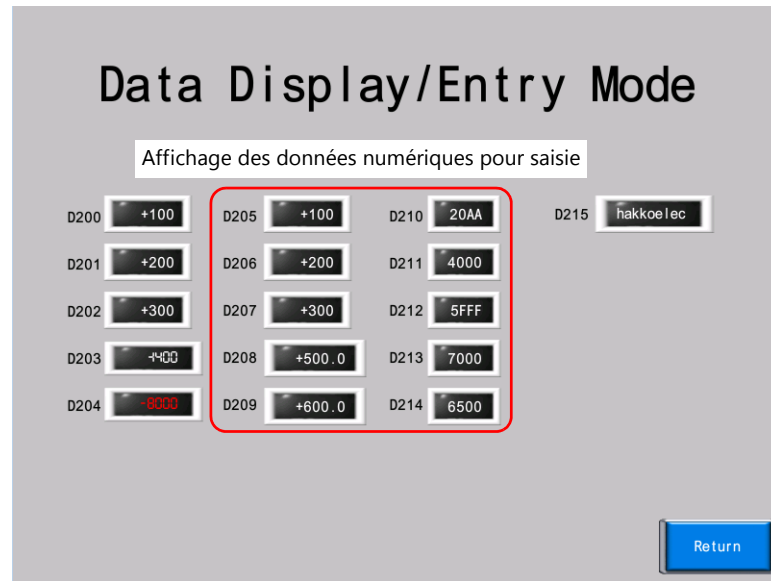 Data Display/Entry Mode
Affichage des données numériques pour saisie
D200 +100 D205 +100 D210 20AA D215 hakkoelec
D201 +200 D206 +200 D211 4000
D202 +300 D207 +300 D212 5FFF
D203 -1400 D208 +500.0 D213 7000
D204 -8000 D209 +600.0 D214 6500
Return